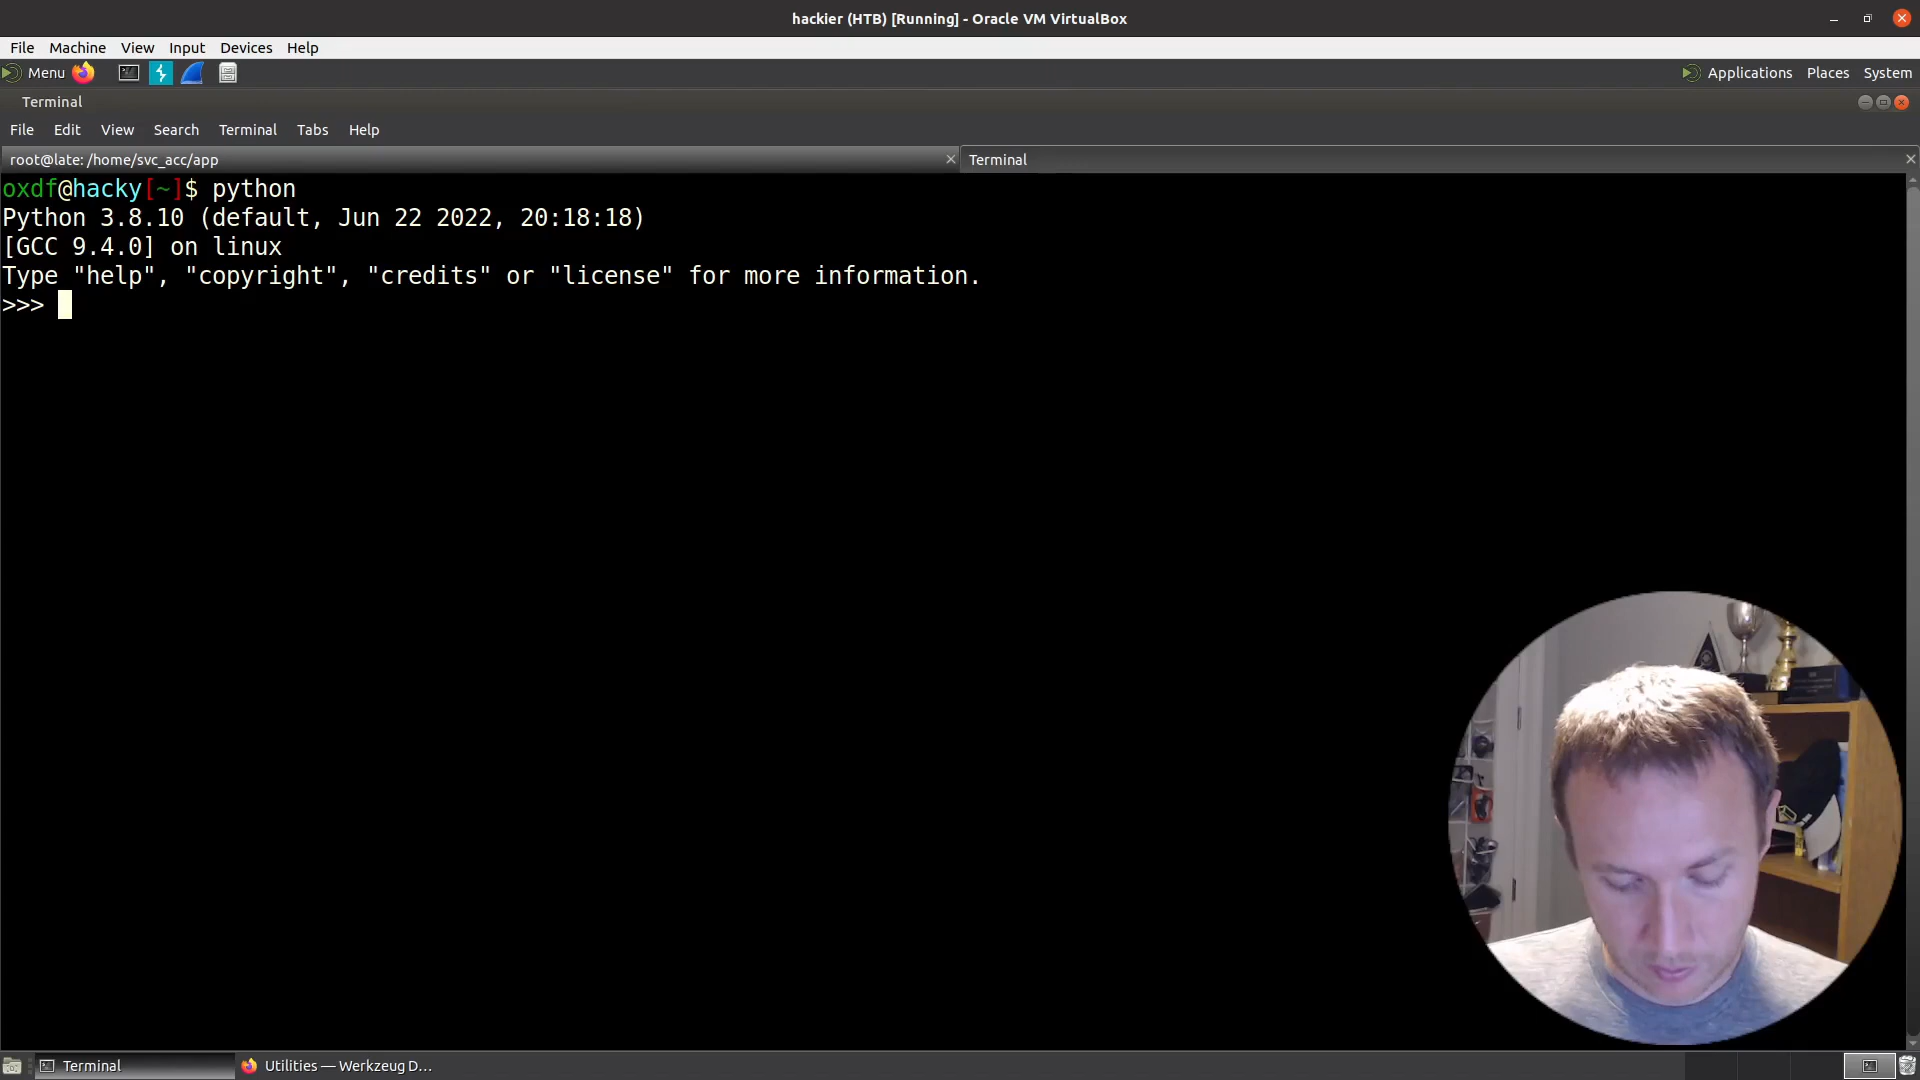 hackier (HTB) [Running] - Oracle VM VirtualBox
File Machine View Input Devices Help
Menu
Applications Places System
Terminal
File Edit View Search Terminal Tabs Help
root@late: /home/svc_acc/app
Terminal
oxdf@hacky[~]$ python
Python 3.8.10 (default, Jun 22 2022, 20:18:18)
[GCC 9.4.0] on linux
Type "help", "copyright", "credits" or "license" for more information.
>>>
Terminal
Utilities — Werkzeug D…